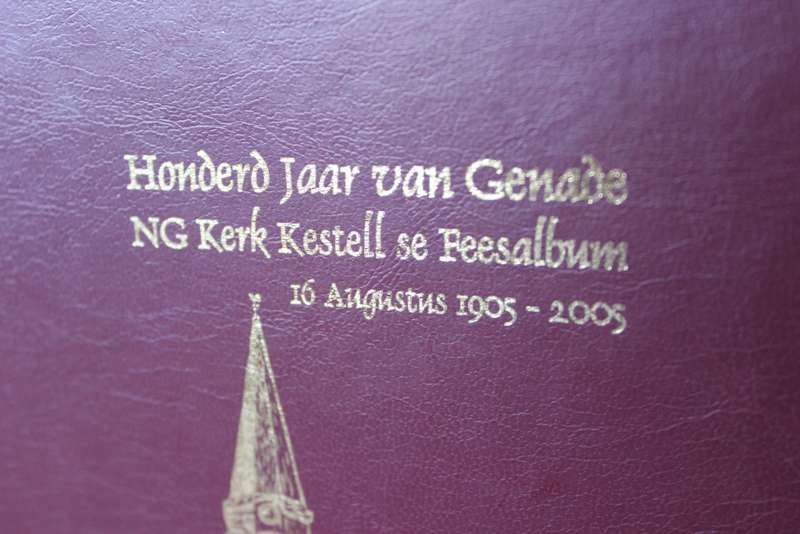 Honderd Jaar van Genade
NG Kerk Kestell se Feesalbum
16 Augustus 1905 - 2005